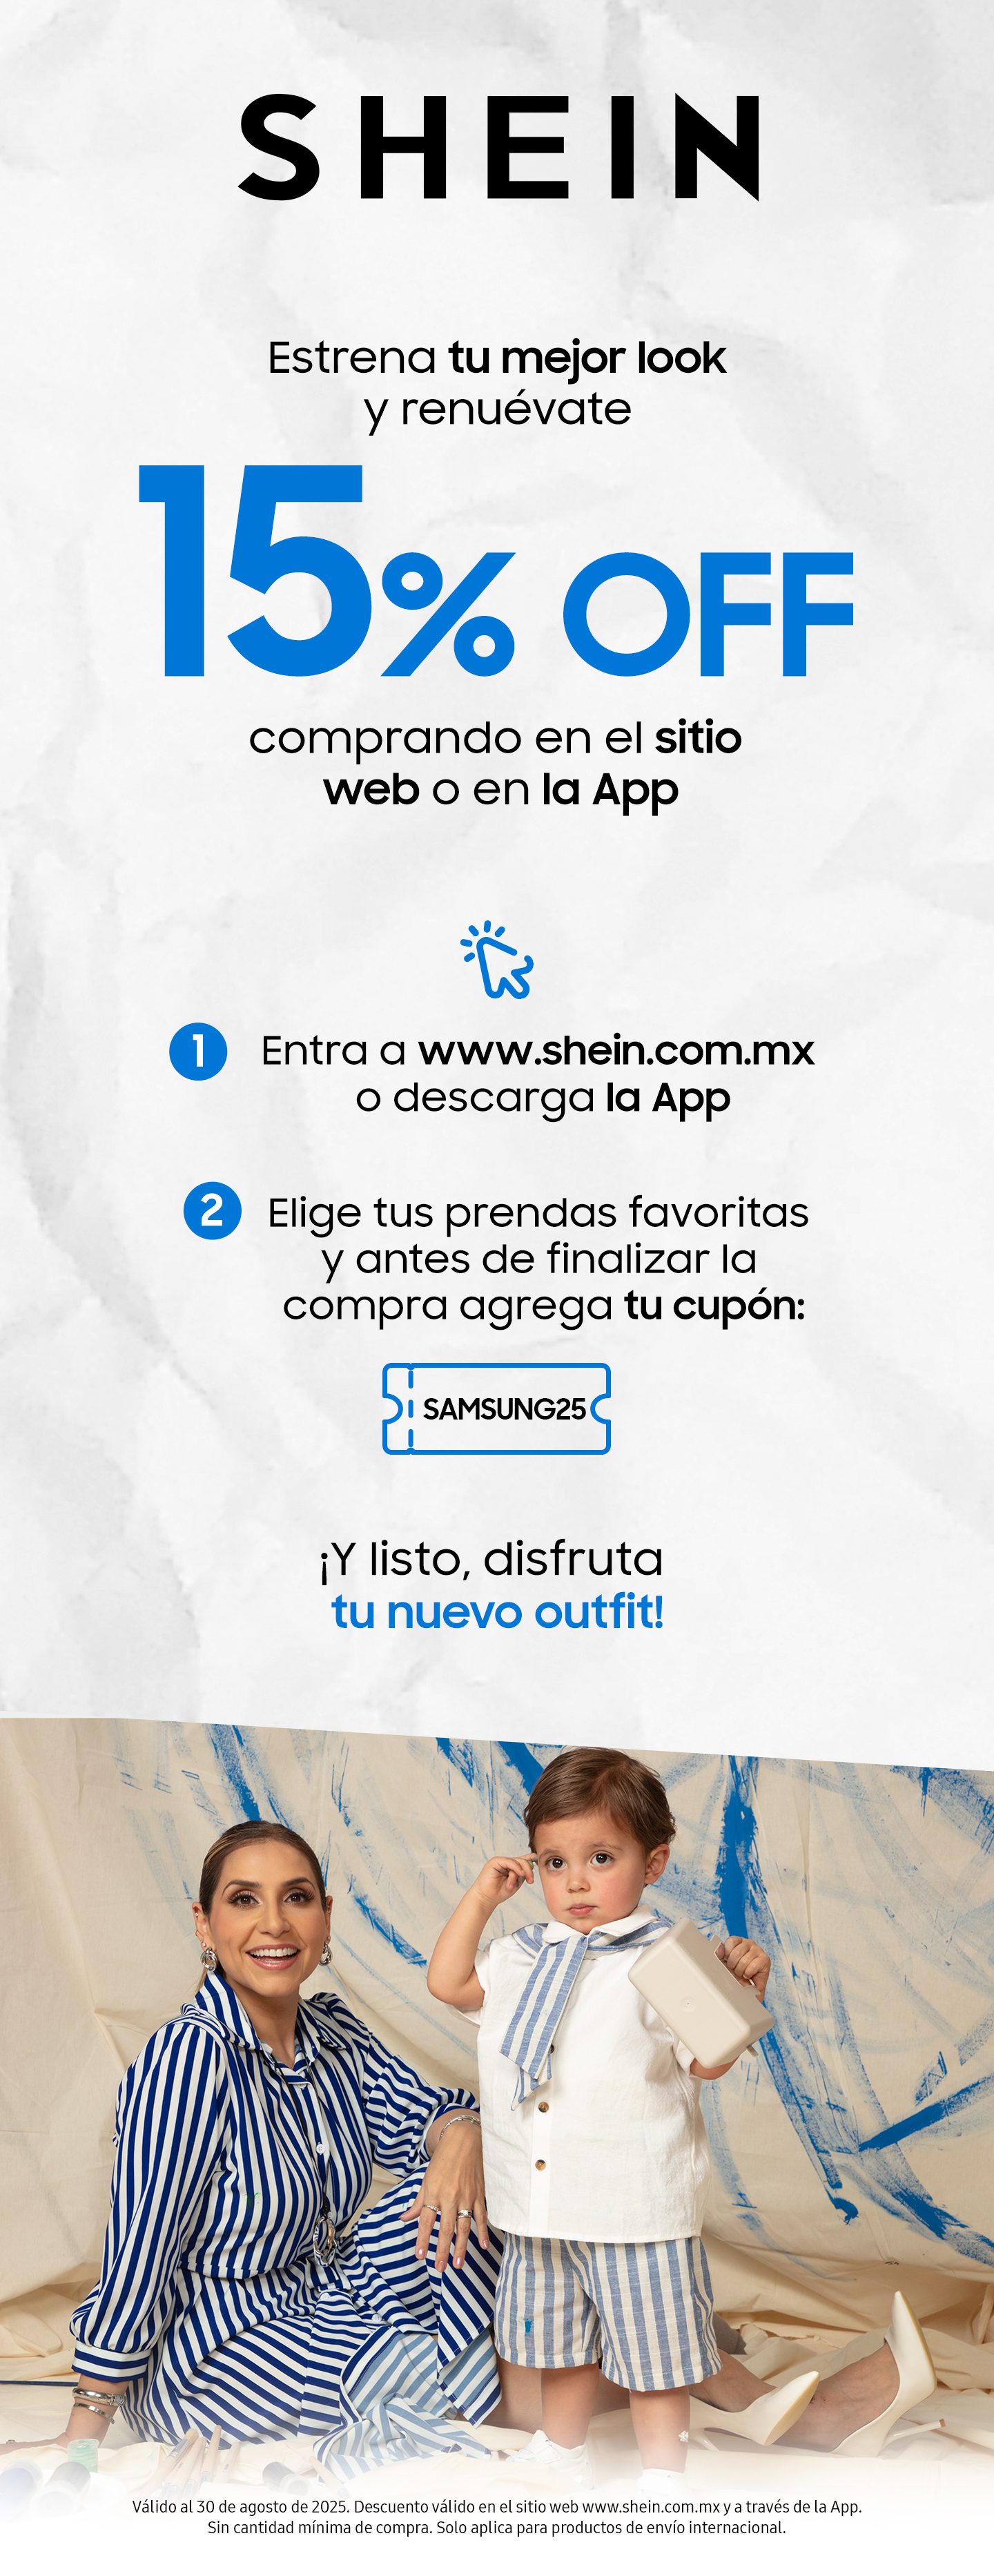 SHEIN
Estrena tu mejor look
y renuévate
15% OFF
comprando en el sitio
web o en la App
1 Entra a www.shein.com.mx
o descarga la App
2 Elige tus prendas favoritas
y antes de finalizar la
compra agrega tu cupón:
SAMSUNG25
¡Y listo, disfruta
tu nuevo outfit!
Válido al 30 de agosto de 2025. Descuento válido en el sitio web www.shein.com.mx y a través de la App.
Sin cantidad mínima de compra. Solo aplica para productos de envío internacional.